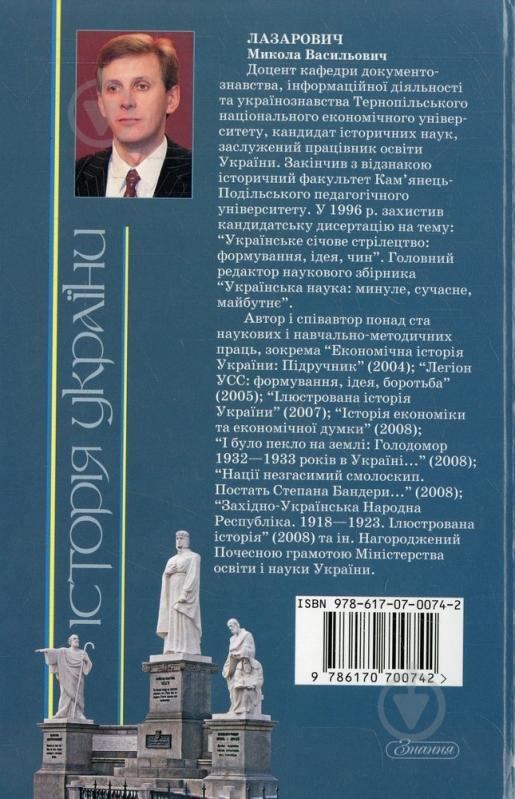 ЛАЗАРОВИЧ
Микола Васильович
Доцент кафедри документо-
знавства, інформаційної діяльності
та українознавства Тернопільського
національного економічного універ-
ситету, кандидат історичних наук,
заслужений працівник освіти
України. Закінчив з відзнакою
історичний факультет Кам’янець-
Подільського педагогічного
університету. У 1996 р. захистив
кандидатську дисертацію на тему:
“Українське січове стрілецтво:
формування, ідея, чин”. Головний
редактор наукового збірника
“Українська наука: минуле, сучасне,
майбутнє”.
Автор і співавтор понад ста
наукових і навчально-методичних
праць, зокрема “Економічна історія
України: Підручник” (2004); “Легіон
УСС: формування, ідея, боротьба”
(2005); “Ілюстрована історія
України” (2007); “Історія економіки
та економічної думки” (2008);
“І було пекло на землі: Голодомор
1932—1933 років в Україні...” (2008);
“Нації незгасимий смолоскип.
Постать Степана Бандери...” (2008);
“Західно-Українська Народна
Республіка. 1918—1923. Ілюстрована
історія” (2008) та ін. Нагороджений
Почесною грамотою Міністерства
освіти і науки України.
історія україни
ISBN 978-617-07-0074-2
9 786170 700742 >
Знання